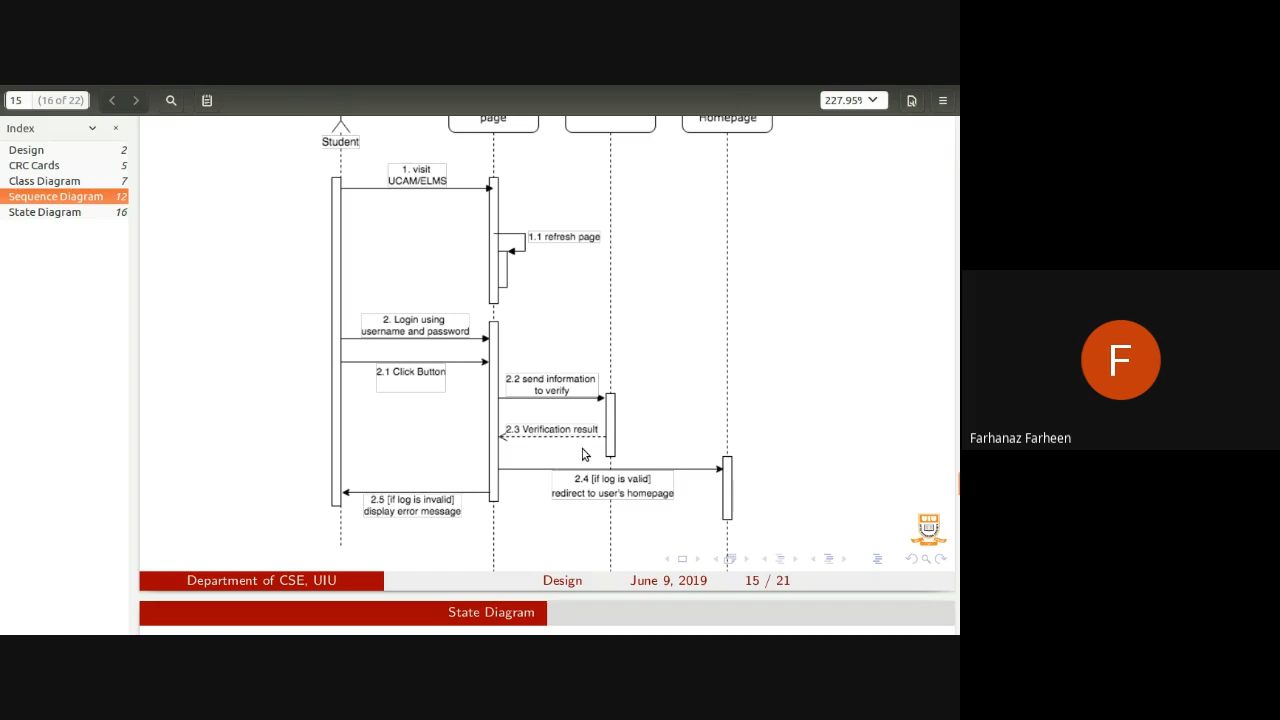 15 (16 of 22)
227.95%
Index
Design 2
CRC Cards 5
Class Diagram 7
Sequence Diagram 12
State Diagram 16
page
Homepage
Student
1. visit
UCAM/ELMS
1.1 refresh page
2. Login using
username and password
2.1 Click Button
2.2 send information
to verify
2.3 Verification result
2.4 [if log is valid]
redirect to user's homepage
2.5 [if log is invalid]
display error message
Department of CSE, UIU Design June 9, 2019 15 / 21
State Diagram
F
Farhanaz Farheen